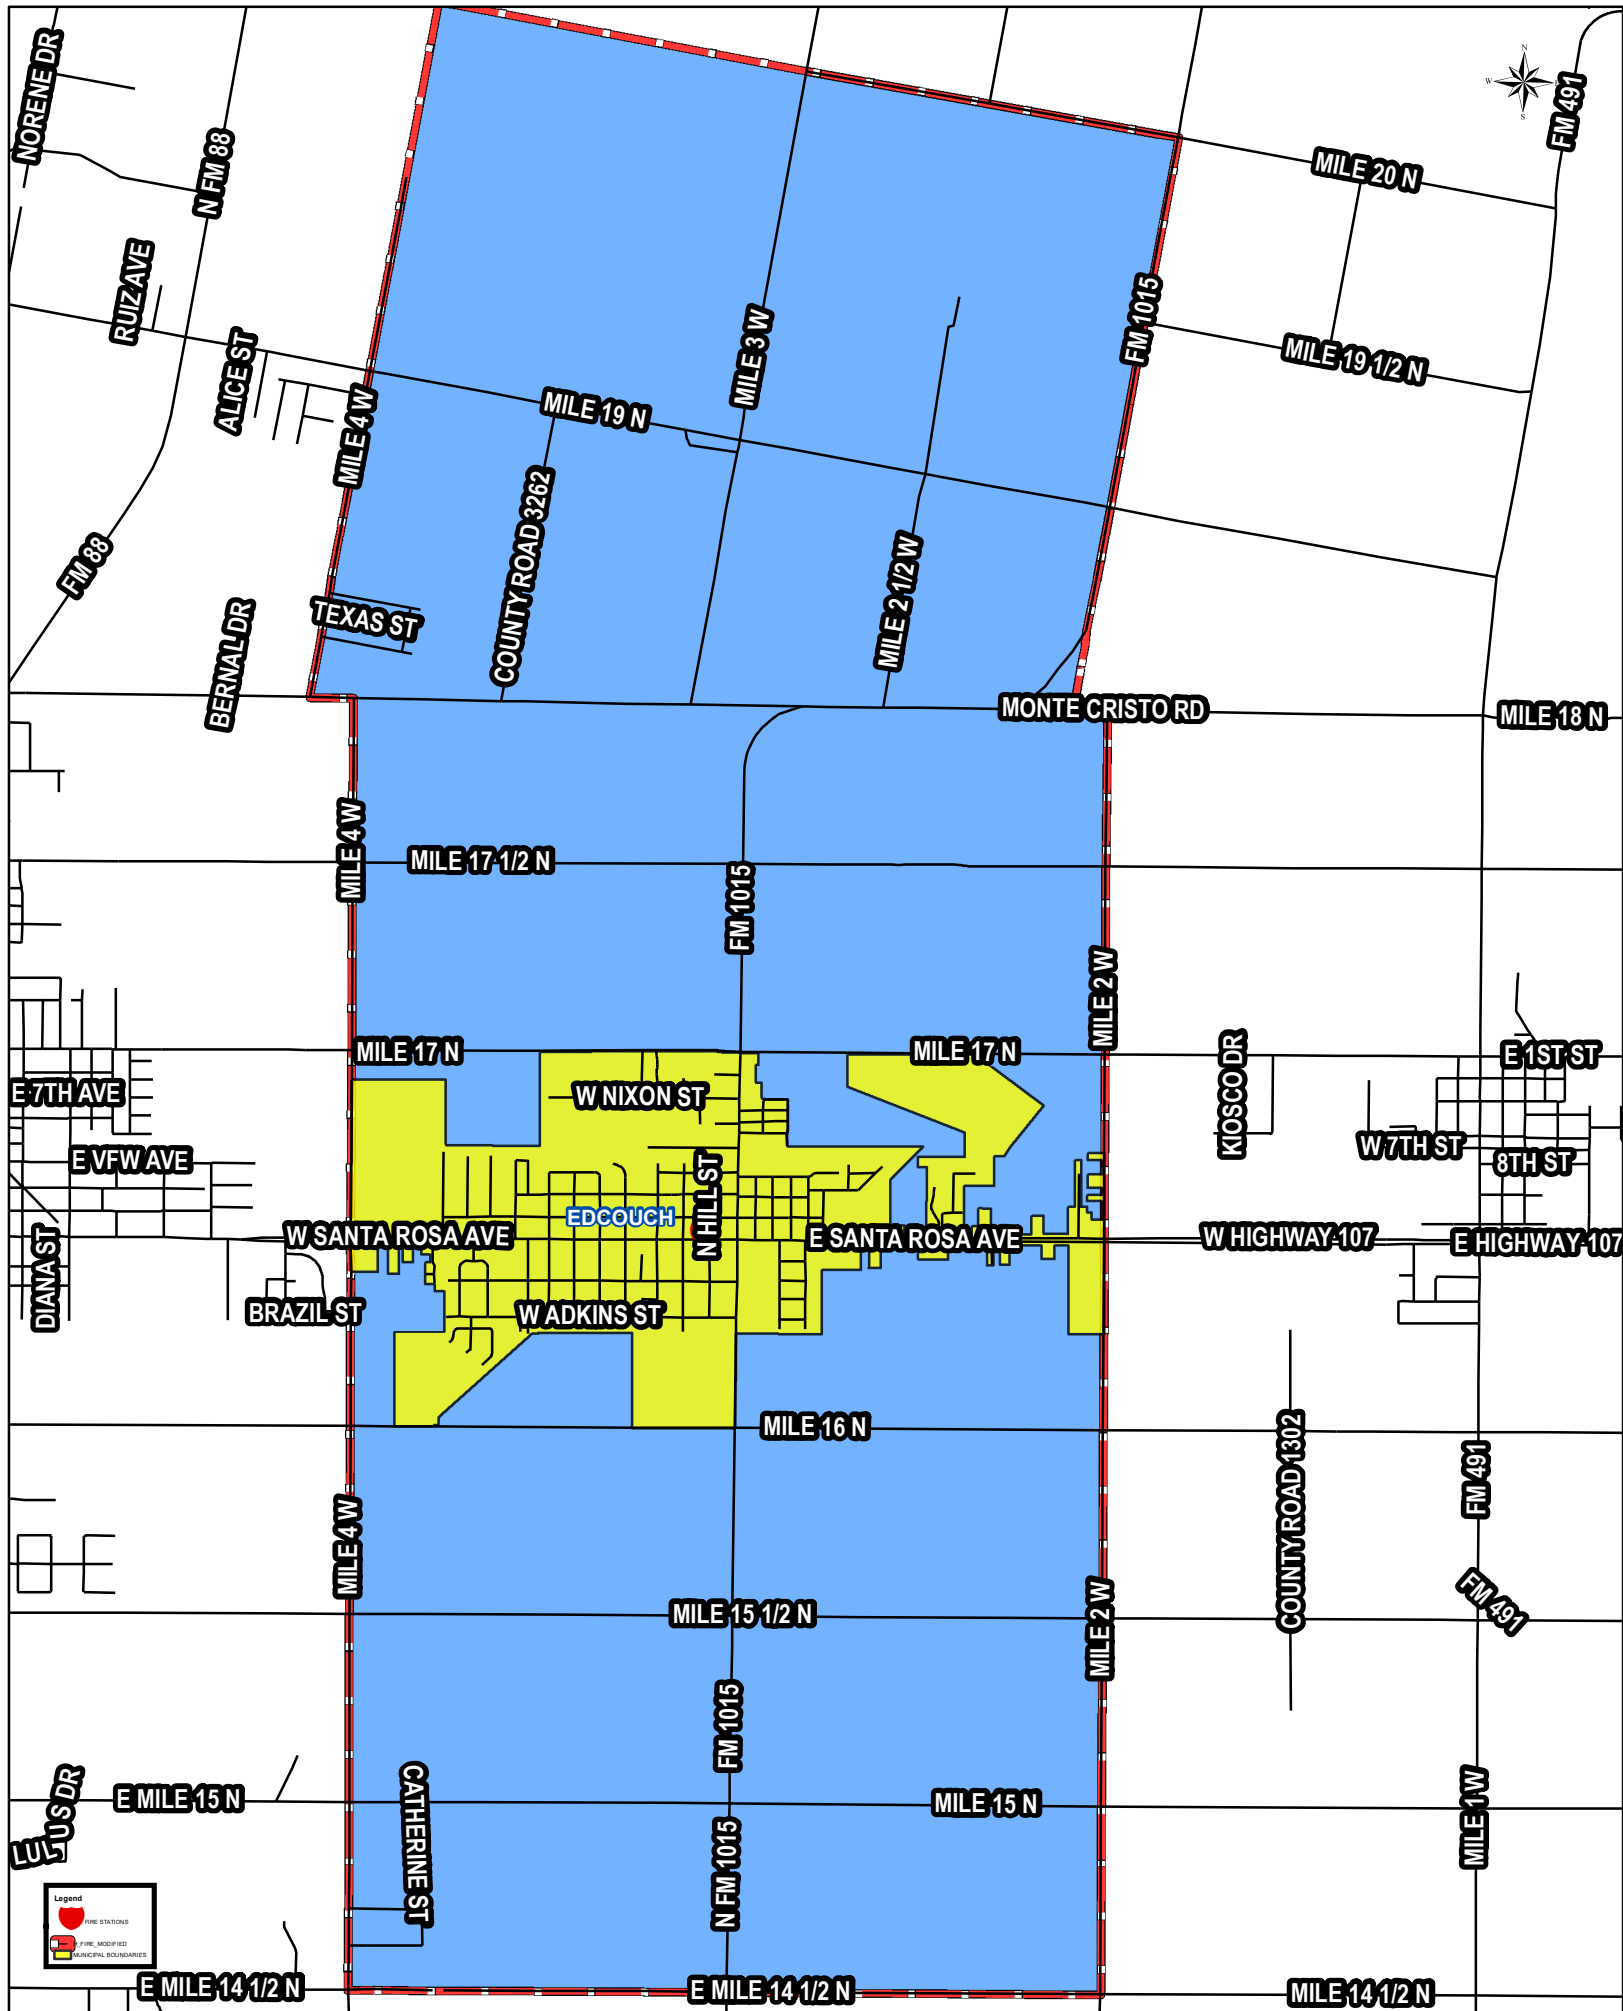 NORENE DR
N FM 88
N
W
S
FM 491
MILE 20 N
RUIZ AVE
FM 1015
MILE 3 W
ALICE ST
MILE 19 1/2 N
MILE 4 W
MILE 19 N
COUNTY ROAD 3262
MILE 2 1/2 W
FM 88
TEXAS ST
BERNAL DR
MONTE CRISTO RD
MILE 18 N
MILE 4 W
MILE 17 1/2 N
FM 1015
MILE 2 W
MILE 17 N
MILE 17 N
KIOSCO DR
E 1ST ST
E 7TH AVE
W NIXON ST
E VFW AVE
W 7TH ST
8TH ST
N HILL ST
EDCOUCH
W SANTA ROSA AVE
E SANTA ROSA AVE
W HIGHWAY 107
E HIGHWAY 107
DIANA ST
BRAZIL ST
W ADKINS ST
MILE 16 N
COUNTY ROAD 1302
FM 491
MILE 4 W
FM 491
MILE 15 1/2 N
MILE 2 W
FM 1015
CATHERINE ST
E MILE 15 N
MILE 15 N
MILE 1 W
US DR
LUL
N FM 1015
Legend
FIRE STATIONS
FIRE_MODIFIED
MUNICIPAL BOUNDARIES
E MILE 14 1/2 N
E MILE 14 1/2 N
MILE 14 1/2 N